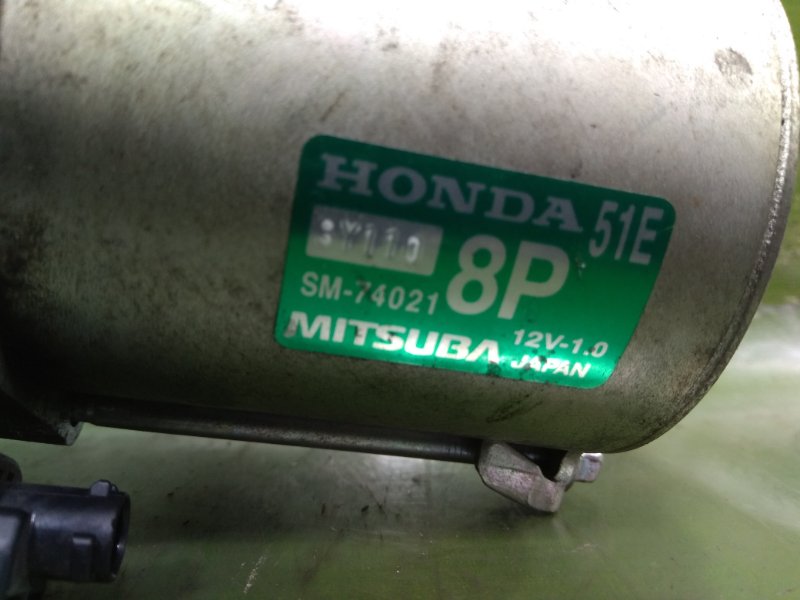 HONDA 51E
8P
SM-74021
MITSUBA 12V-1.0
JAPAN